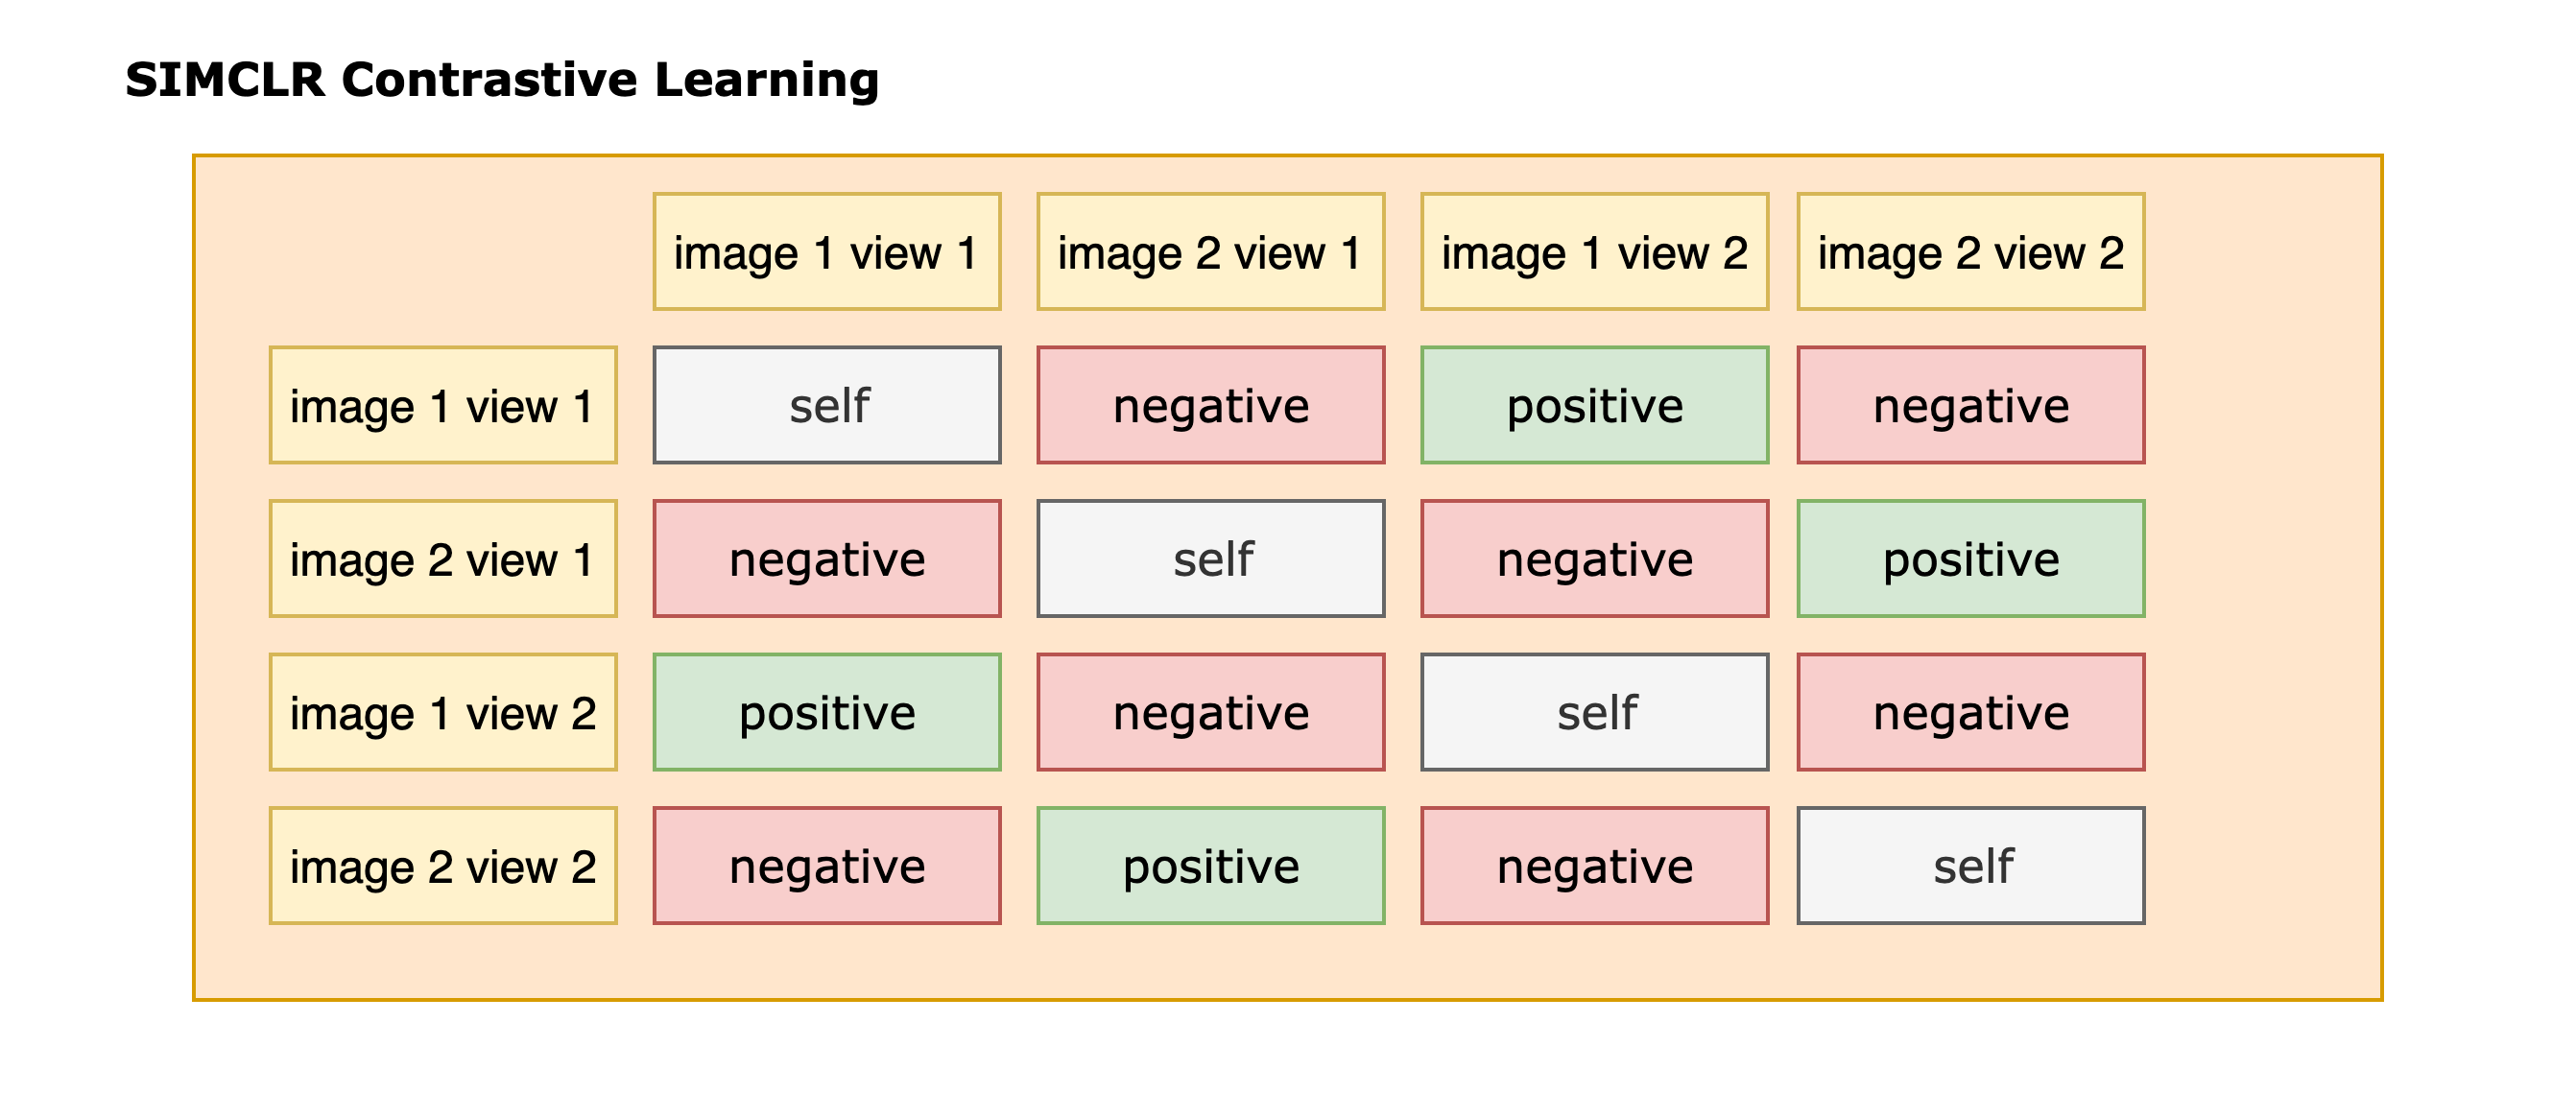 SIMCLR Contrastive Learning
image 1 view 1 image 2 view 1 image 1 view 2 image 2 view 2
image 1 view 1 self negative positive negative
image 2 view 1 negative self negative positive
image 1 view 2 positive negative self negative
image 2 view 2 negative positive negative self